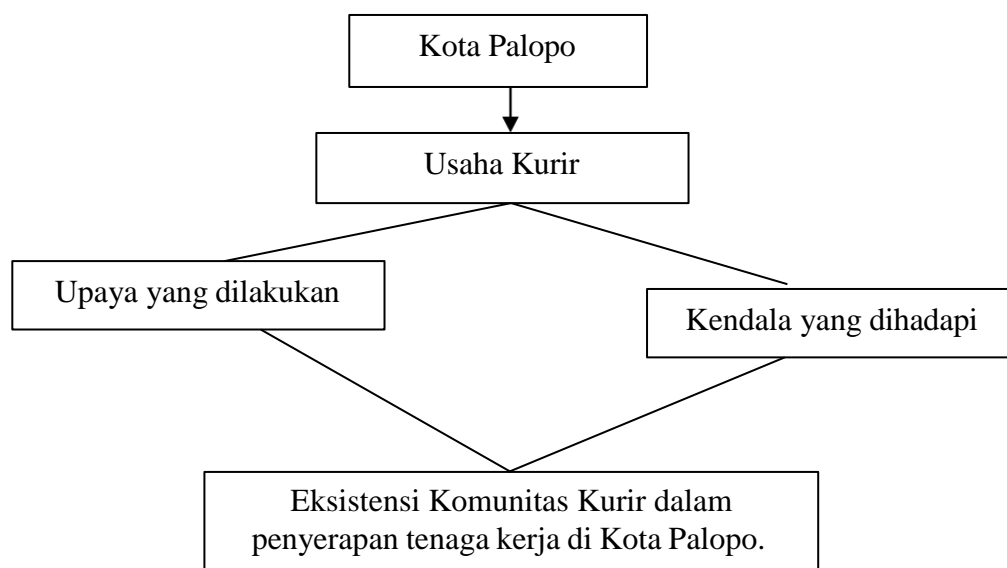 Kota Palopo
Usaha Kurir
Upaya yang dilakukan
Kendala yang dihadapi
Eksistensi Komunitas Kurir dalam
penyerapan tenaga kerja di Kota Palopo.